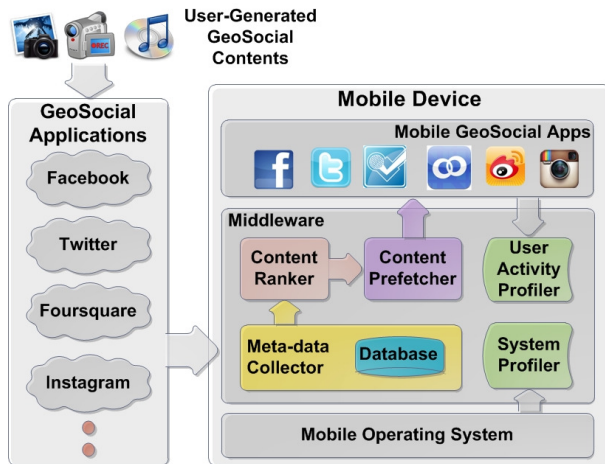 User-Generated
GeoSocial
Contents
GeoSocial
Applications
Facebook
Twitter
Foursquare
Instagram
Mobile Device
Mobile GeoSocial Apps
Middleware
Content
Ranker
Content
Prefetcher
User
Activity
Profiler
Meta-data
Collector
Database
System
Profiler
Mobile Operating System